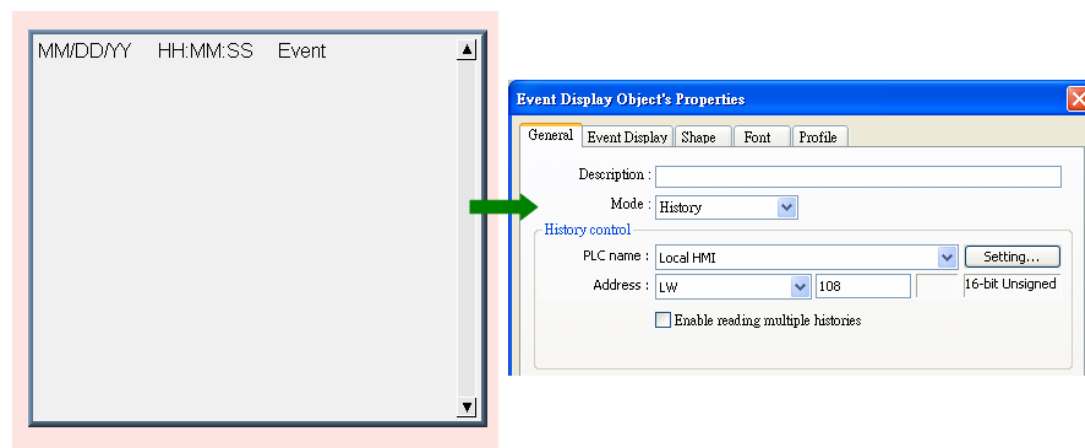 MM/DD/YY HH:MM:SS Event
Event Display Object's Properties
General Event Display Shape Font Profile
Description :
Mode : History
History control
PLC name : Local HMI Setting...
Address : LW 108 16-bit Unsigned
Enable reading multiple histories